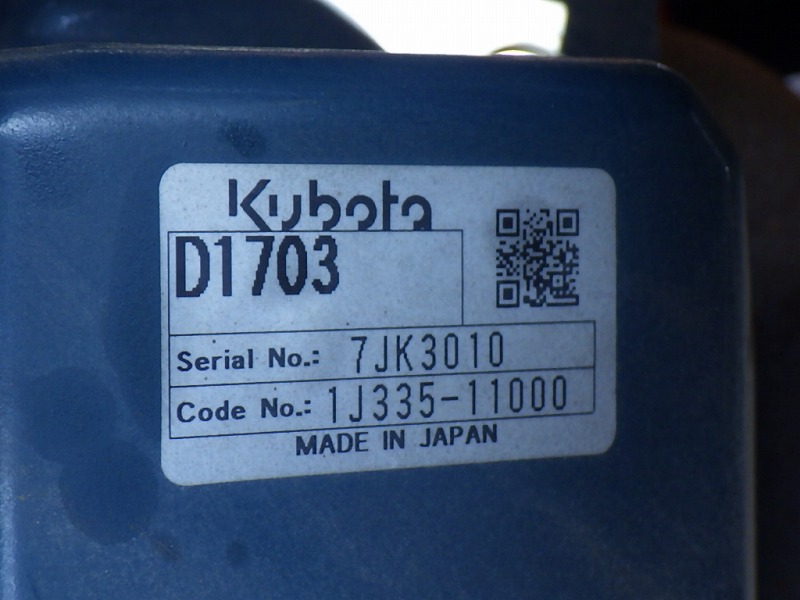 Kubota
D1703
Serial No.: 7JK3010
Code No.: 1J335-11000
MADE IN JAPAN